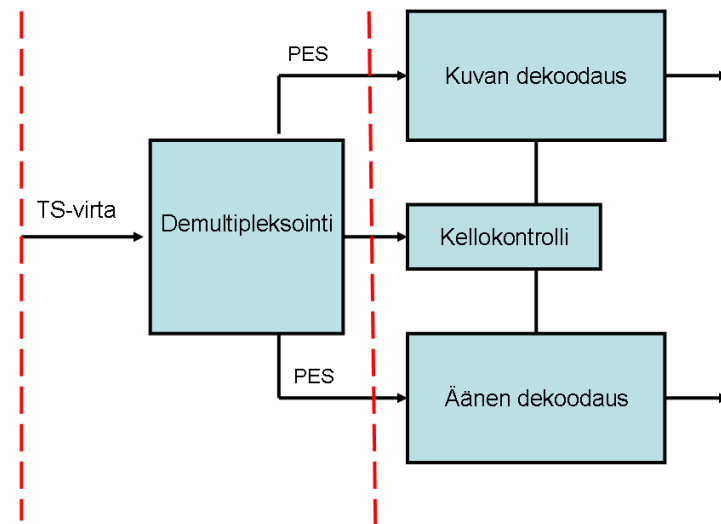 PES
Kuvan dekoodaus
TS-virta
Demultipleksointi
Kellokontrolli
PES
Äänen dekoodaus